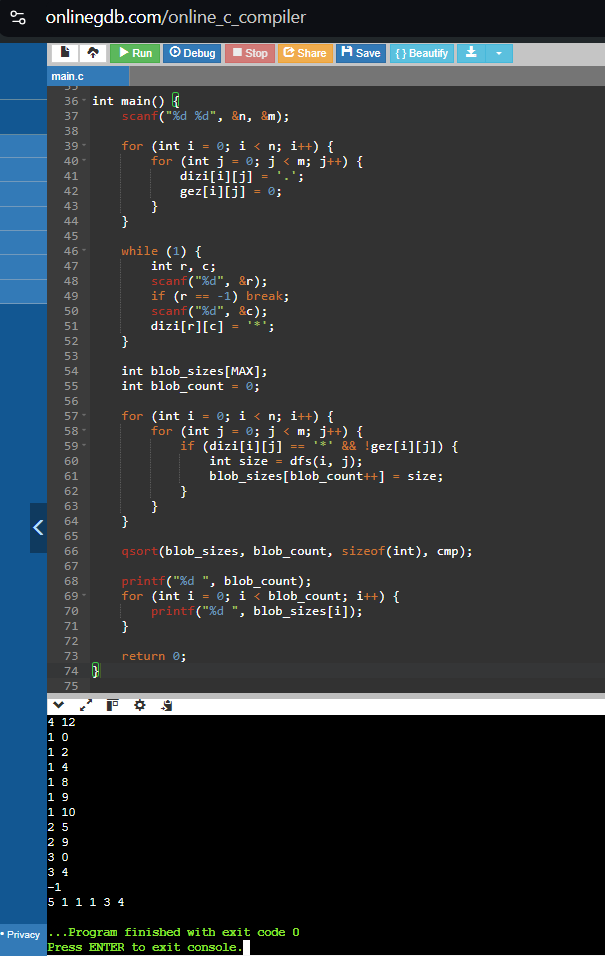 onlinegdb.com/online_c_compiler
Run Debug Stop Share Save { } Beautify
main.c
35
36 int main() {
37 scanf("%d %d", &n, &m);
38
39 for (int i = 0; i < n; i++) {
40 for (int j = 0; j < m; j++) {
41 dizi[i][j] = '.';
42 gez[i][j] = 0;
43 }
44 }
45
46 while (1) {
47 int r, c;
48 scanf("%d", &r);
49 if (r == -1) break;
50 scanf("%d", &c);
51 dizi[r][c] = '*';
52 }
53
54 int blob_sizes[MAX];
55 int blob_count = 0;
56
57 for (int i = 0; i < n; i++) {
58 for (int j = 0; j < m; j++) {
59 if (dizi[i][j] == '*' && !gez[i][j]) {
60 int size = dfs(i, j);
61 blob_sizes[blob_count++] = size;
62 }
63 }
64 }
65
66 qsort(blob_sizes, blob_count, sizeof(int), cmp);
67
68 printf("%d ", blob_count);
69 for (int i = 0; i < blob_count; i++) {
70 printf("%d ", blob_sizes[i]);
71 }
72
73 return 0;
74 }
75
4 12
1 0
1 2
1 4
1 8
1 9
1 10
2 5
2 9
3 0
3 4
-1
5 1 1 1 3 4
...Program finished with exit code 0
Press ENTER to exit console.
• Privacy